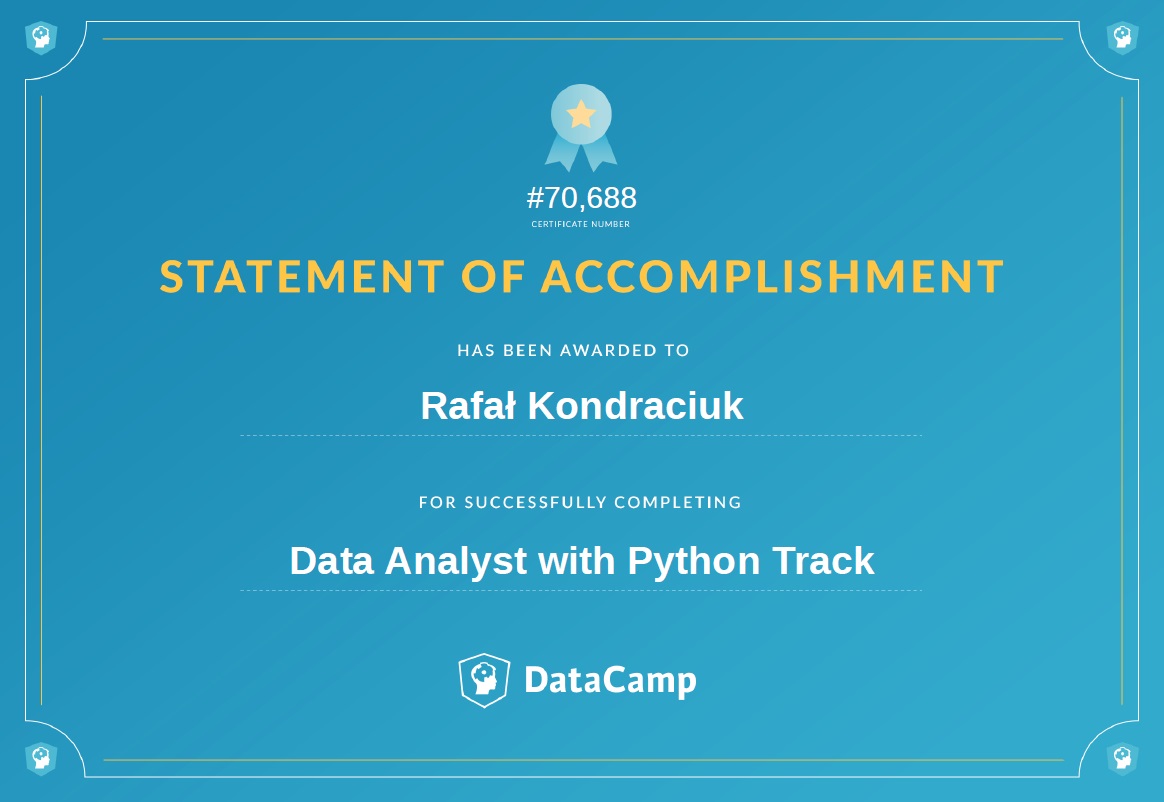 #70,688
CERTIFICATE NUMBER
STATEMENT OF ACCOMPLISHMENT
HAS BEEN AWARDED TO
Rafał Kondraciuk
FOR SUCCESSFULLY COMPLETING
Data Analyst with Python Track
DataCamp